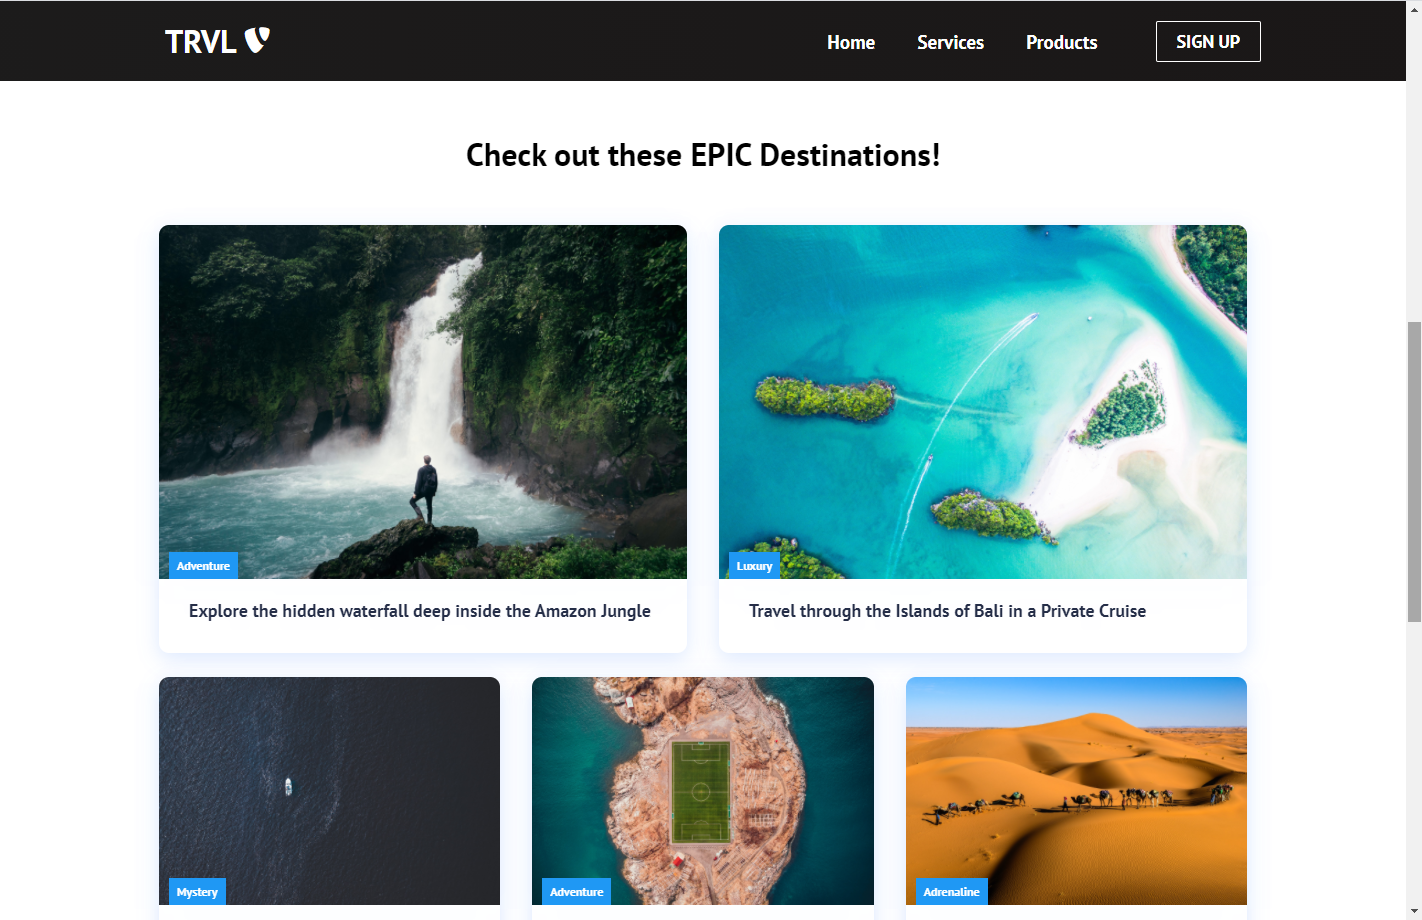 TRVL
Home Services Products SIGN UP
Check out these EPIC Destinations!
Adventure
Luxury
Explore the hidden waterfall deep inside the Amazon Jungle
Travel through the Islands of Bali in a Private Cruise
Mystery
Adventure
Adrenaline